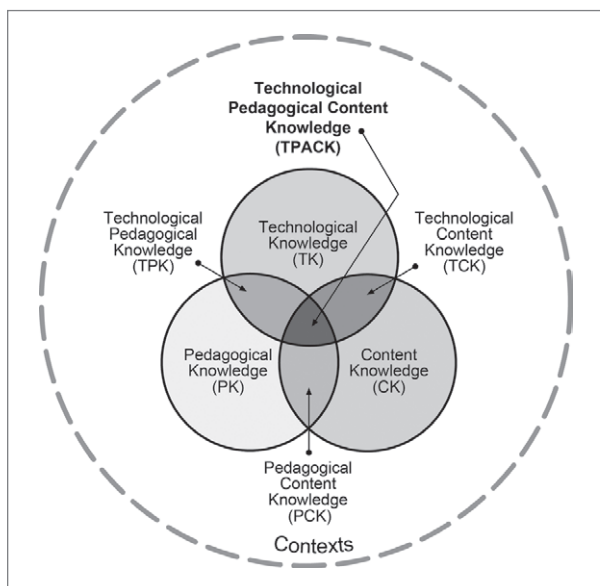 Technological
Pedagogical Content
Knowledge
(TPACK)
Technological
Pedagogical
Knowledge
(TPK)
Technological
Knowledge
(TK)
Technological
Content
Knowledge
(TCK)
Pedagogical
Knowledge
(PK)
Content
Knowledge
(CK)
Pedagogical
Content
Knowledge
(PCK)
Contexts